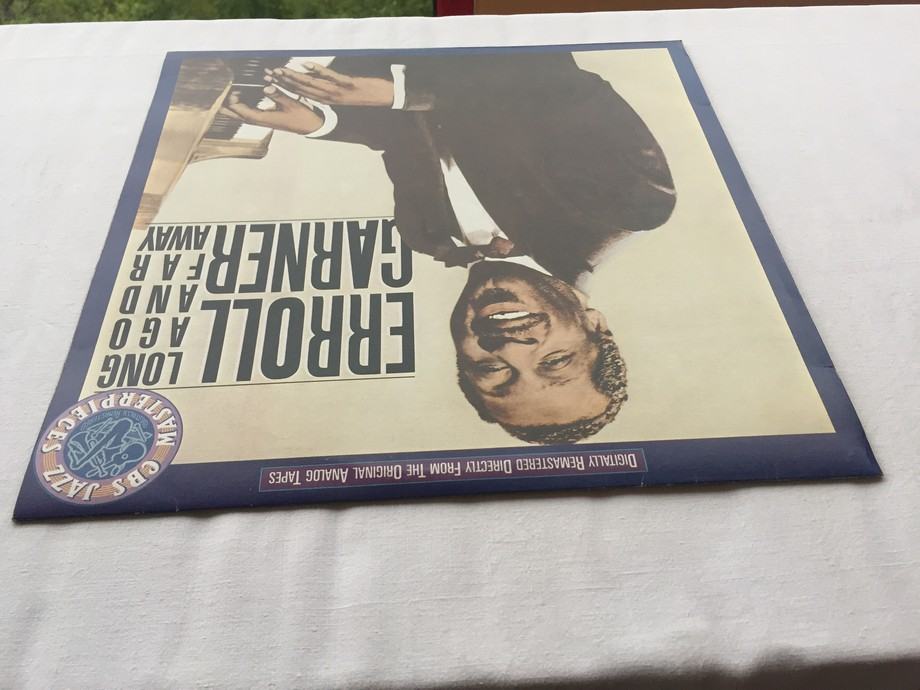 DIGITALLY REMASTERED DIRECTLY FROM THE ORIGINAL ANALOG TAPES
CBS JAZZ
MASTERPIECES
ERROLL
GARNER
LONG
AGO
AND
FAR
AWAY